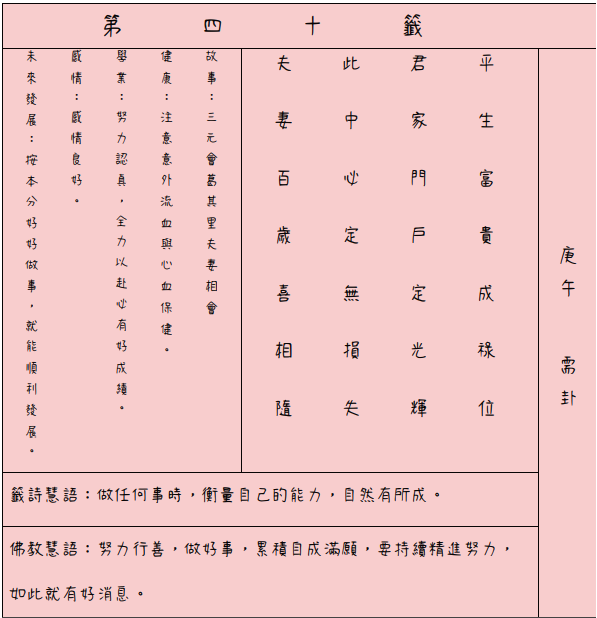 第四十籤
庚午 需卦
平生富貴成祿位
君家門戶定光輝
此中必定無損失
夫妻百歲喜相隨
故事：三元會葛其里夫妻相會
健康：注意意外流血與心血保健。
學業：努力認真，全力以赴必有好成績。
感情：感情良好。
未來發展：按本分好好做事，就能順利發展。
籤詩慧語：做任何事時，衡量自己的能力，自然有所成。
佛教慧語：努力行善，做好事，累積自成滿願，要持續精進努力，
如此就有好消息。